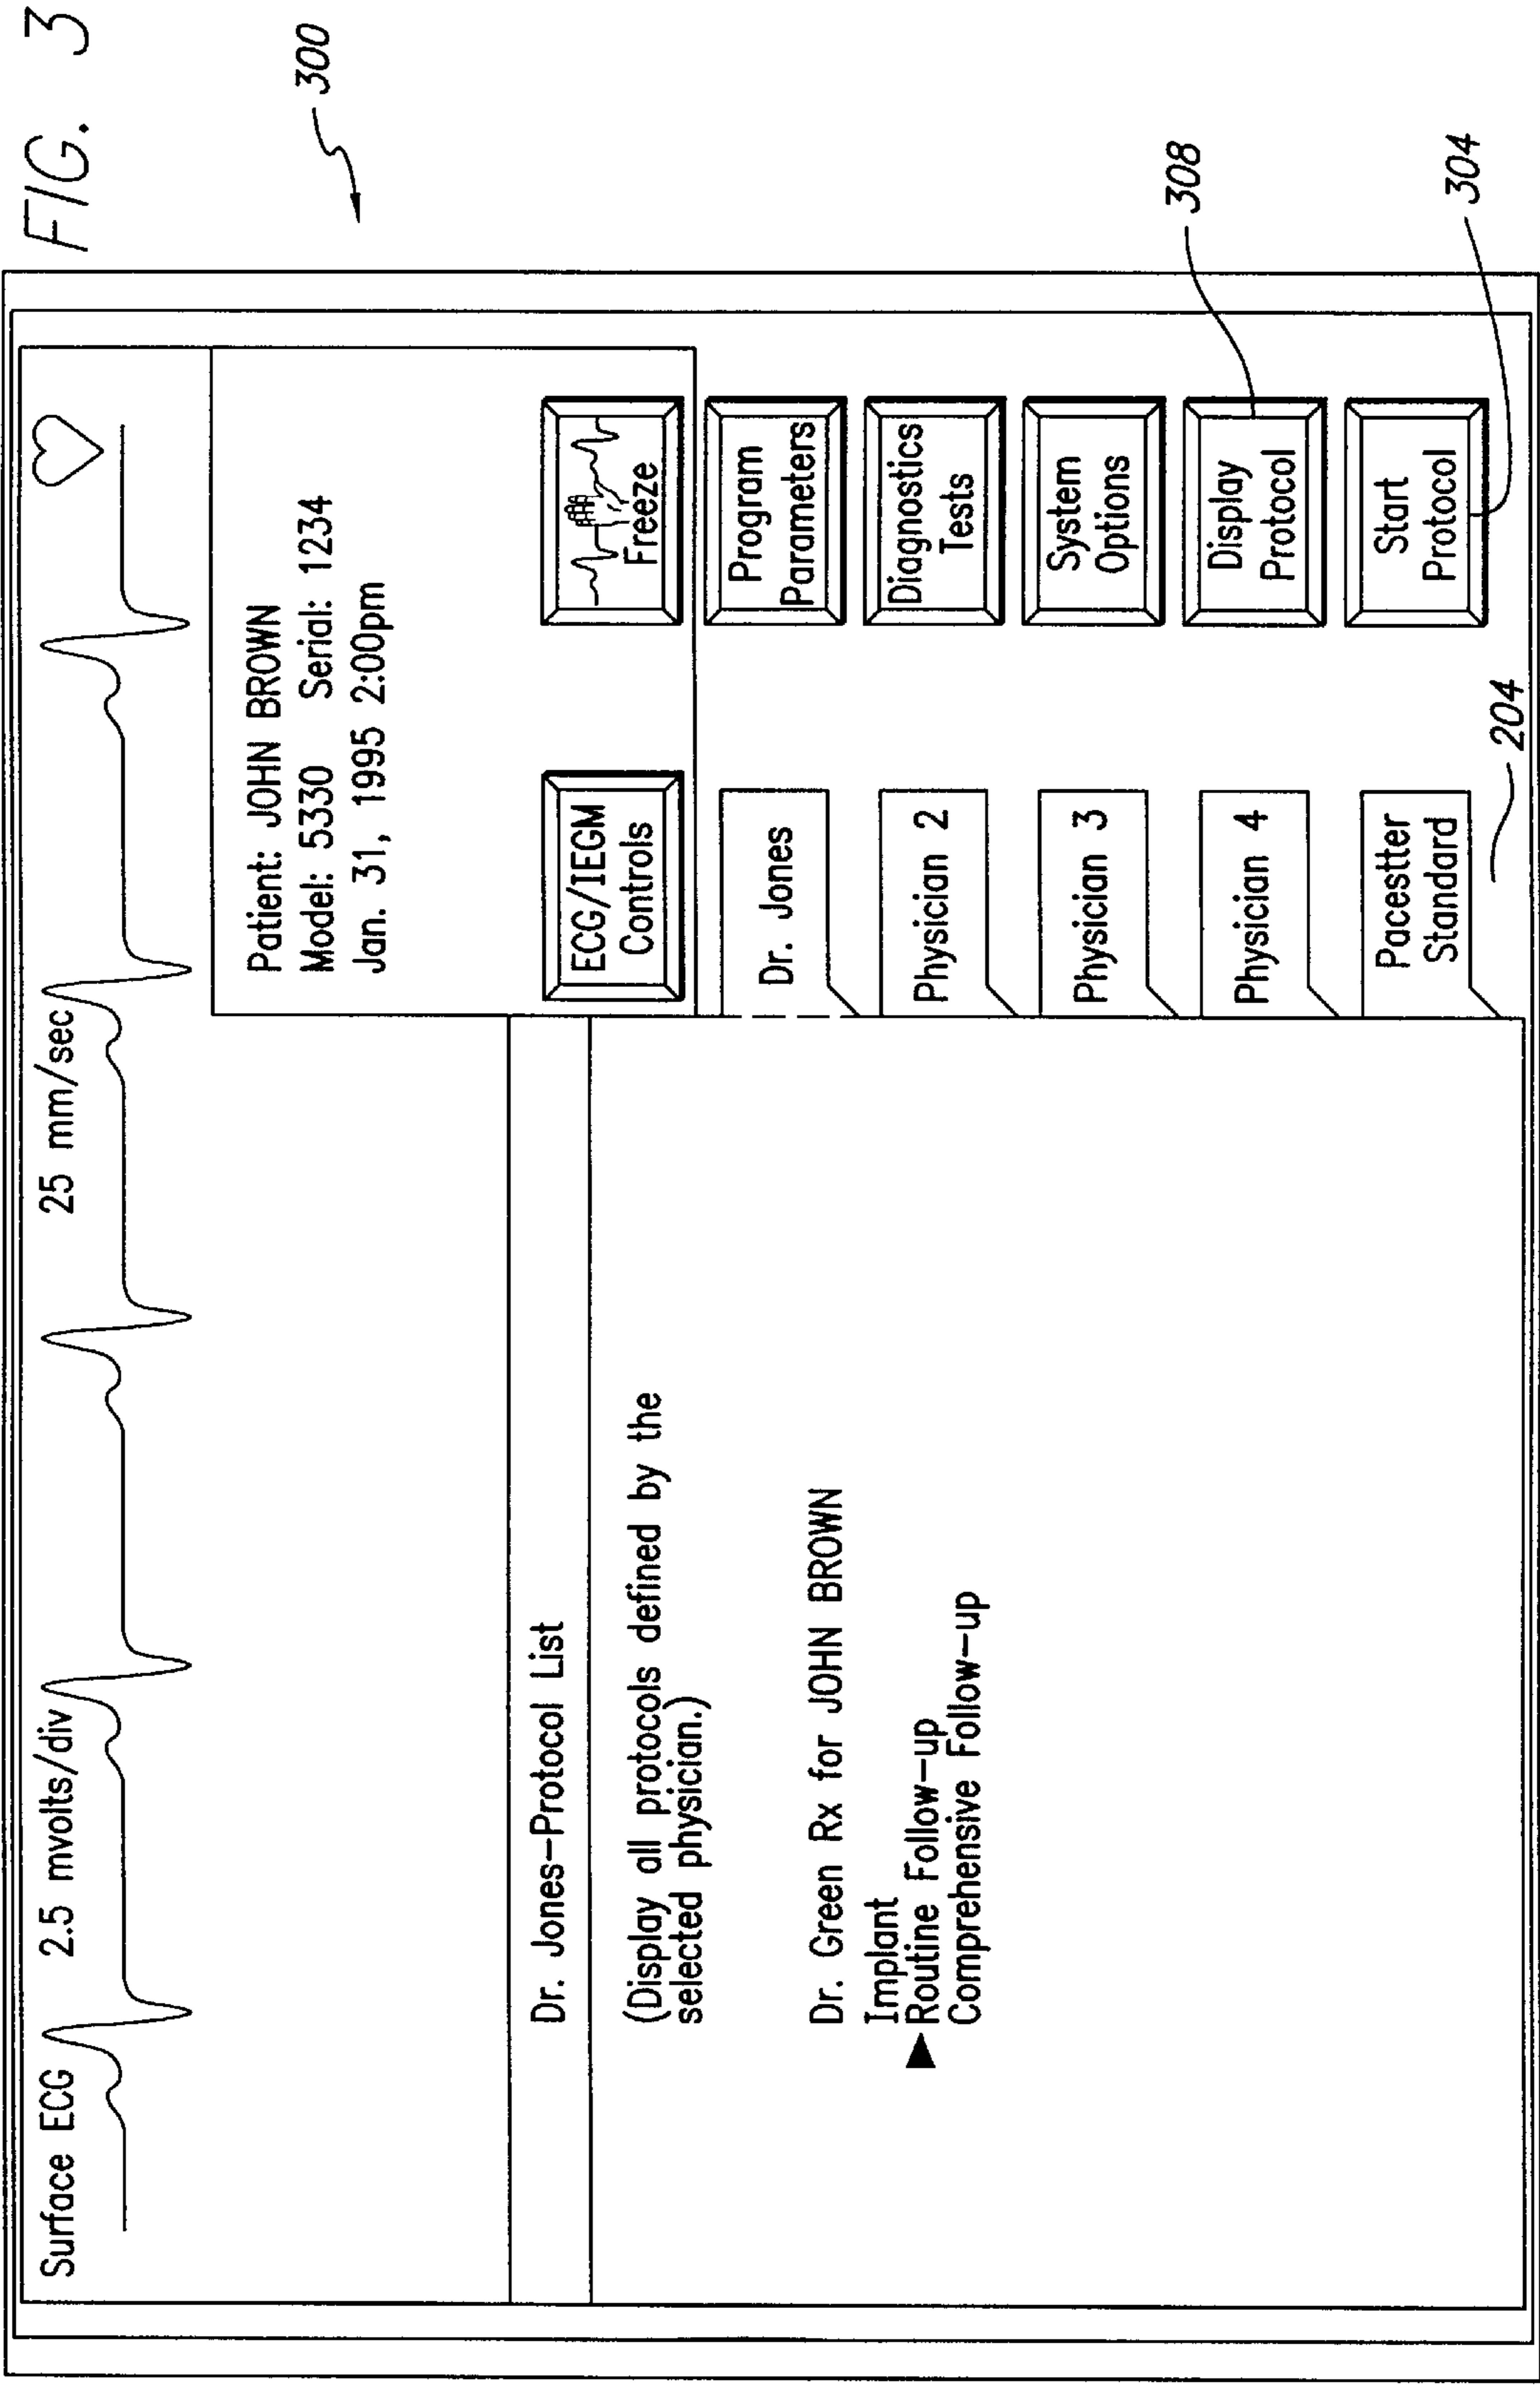 FIG. 3
300
Surface ECG 2.5 mvolts/div 25 mm/sec
Patient: JOHN BROWN
Model: 5330 Serial: 1234
Jan. 31, 1995 2:00pm
ECG/IEGM
Controls
Freeze
Dr. Jones-Protocol List
(Display all protocols defined by the
selected physician.)
Dr. Green Rx for JOHN BROWN
Implant
Routine Follow-up
Comprehensive Follow-up
Dr. Jones
Physician 2
Physician 3
Physician 4
Pacestter
Standard
204
Program
Parameters
Diagnostics
Tests
System
Options
Display
Protocol
308
Start
Protocol
304